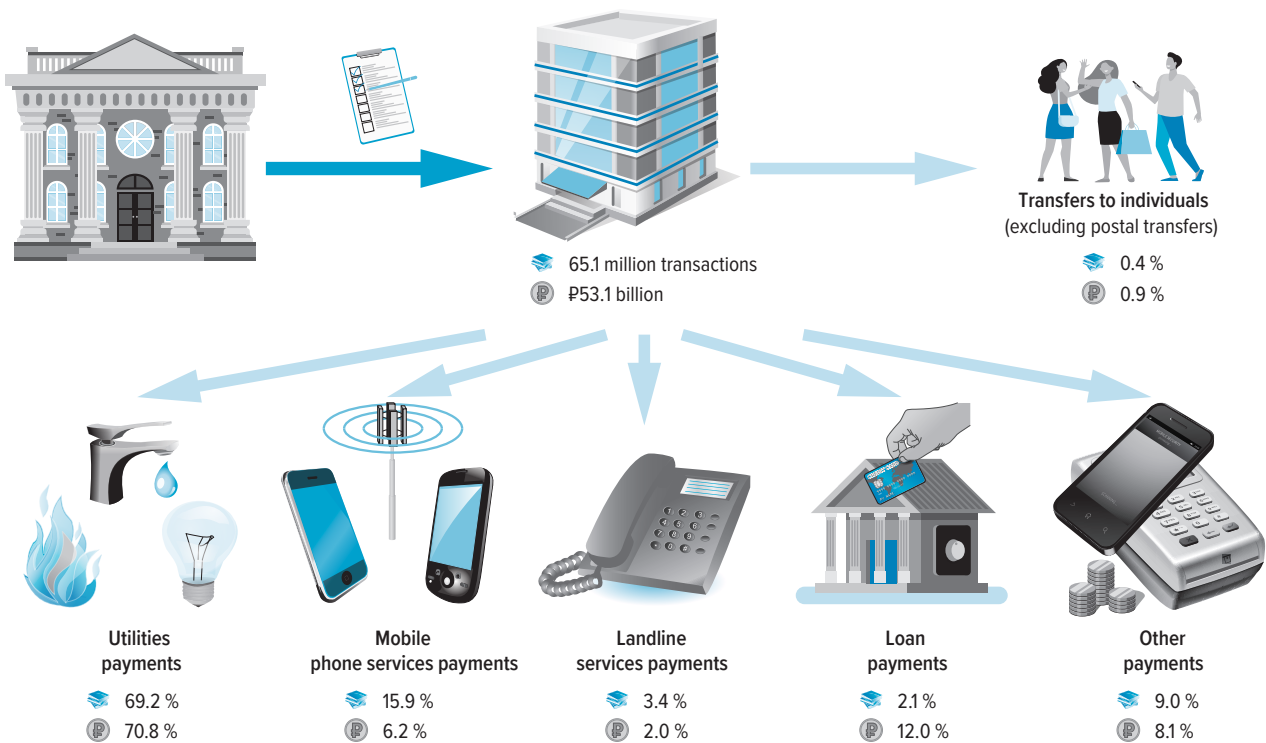 65.1 million transactions
₽53.1 billion
Transfers to individuals
(excluding postal transfers)
0.4 %
0.9 %
Utilities
payments
69.2 %
70.8 %
Mobile
phone services payments
15.9 %
6.2 %
Landline
services payments
3.4 %
2.0 %
Loan
payments
2.1 %
12.0 %
Other
payments
9.0 %
8.1 %